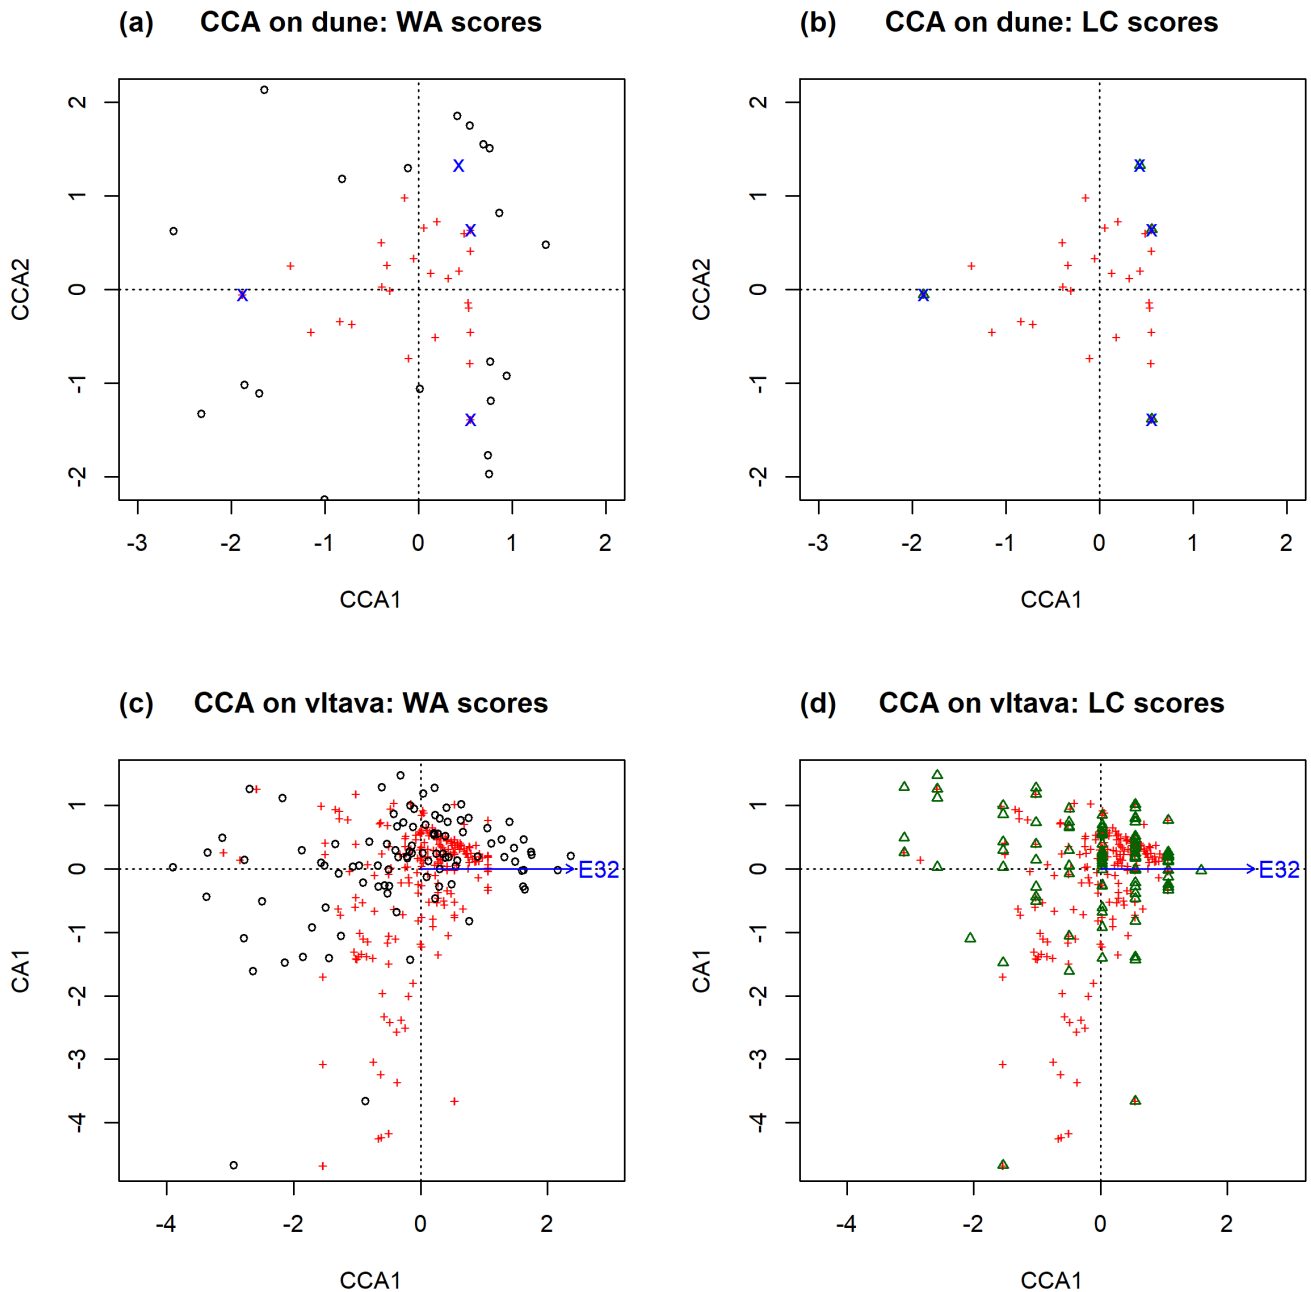 (a) CCA on dune: WA scores
2
1
0
-1
-2
CCA2
-3 -2 -1 0 1 2
CCA1
(b) CCA on dune: LC scores
2
1
0
-1
-2
CCA2
-3 -2 -1 0 1 2
CCA1
(c) CCA on vltava: WA scores
1
0
-1
-2
-3
-4
CA1
E32
-4 -2 0 2
CCA1
(d) CCA on vltava: LC scores
1
0
-1
-2
-3
-4
CA1
E32
-4 -2 0 2
CCA1